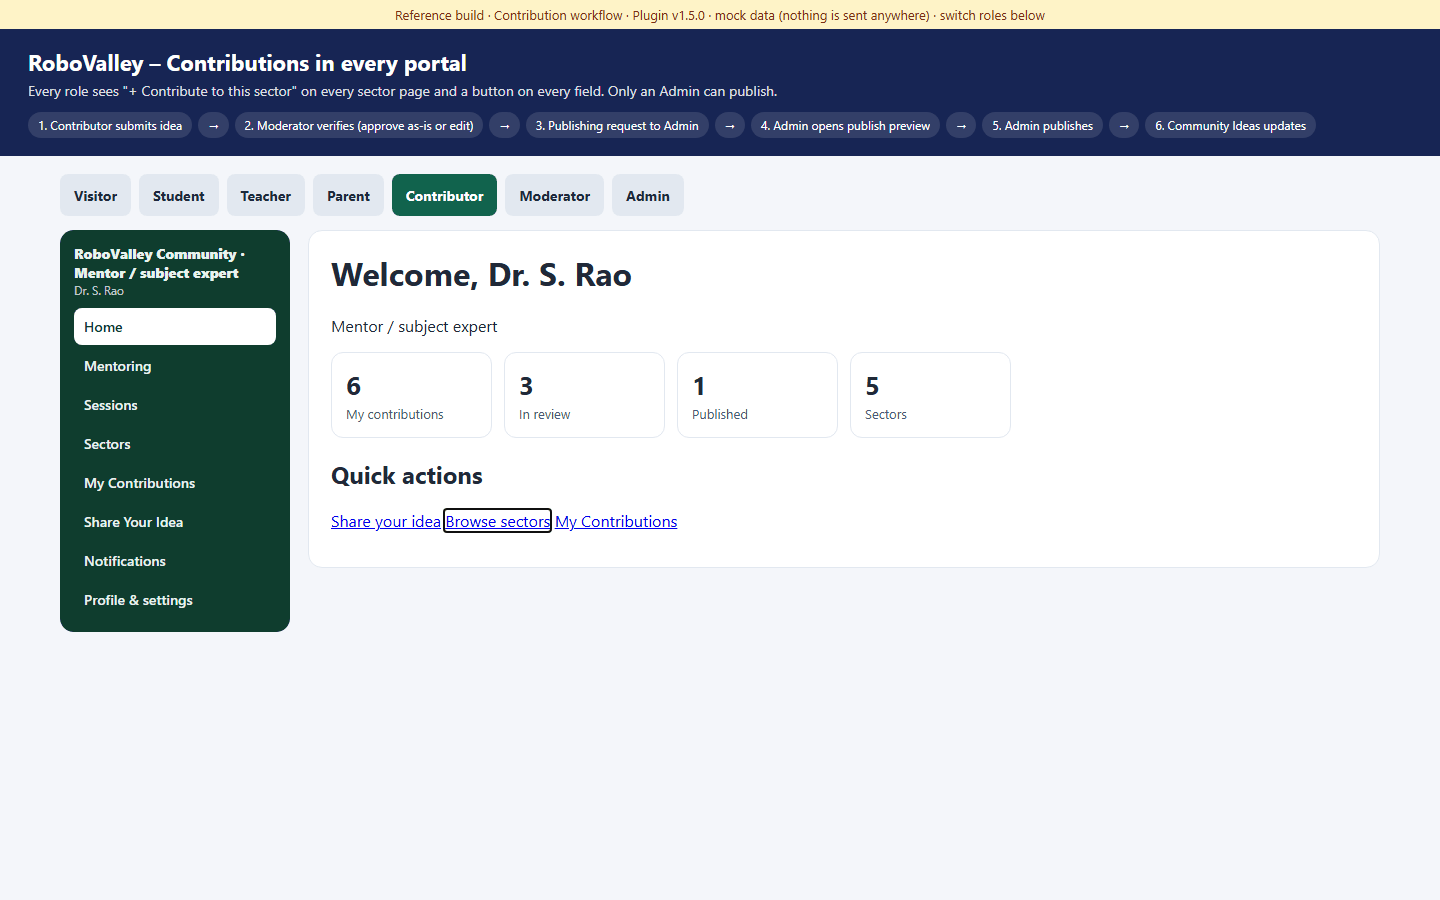 Reference build · Contribution workflow · Plugin v1.5.0 · mock data (nothing is sent anywhere) · switch roles below
RoboValley – Contributions in every portal
Every role sees "+ Contribute to this sector" on every sector page and a button on every field. Only an Admin can publish.
1. Contributor submits idea → 2. Moderator verifies (approve as-is or edit) → 3. Publishing request to Admin → 4. Admin opens publish preview → 5. Admin publishes → 6. Community Ideas updates
Visitor Student Teacher Parent Contributor Moderator Admin
RoboValley Community ·
Mentor / subject expert
Dr. S. Rao
Home
Mentoring
Sessions
Sectors
My Contributions
Share Your Idea
Notifications
Profile & settings
Welcome, Dr. S. Rao
Mentor / subject expert
6 3 1 5
My contributions In review Published Sectors
Quick actions
Share your idea Browse sectors My Contributions